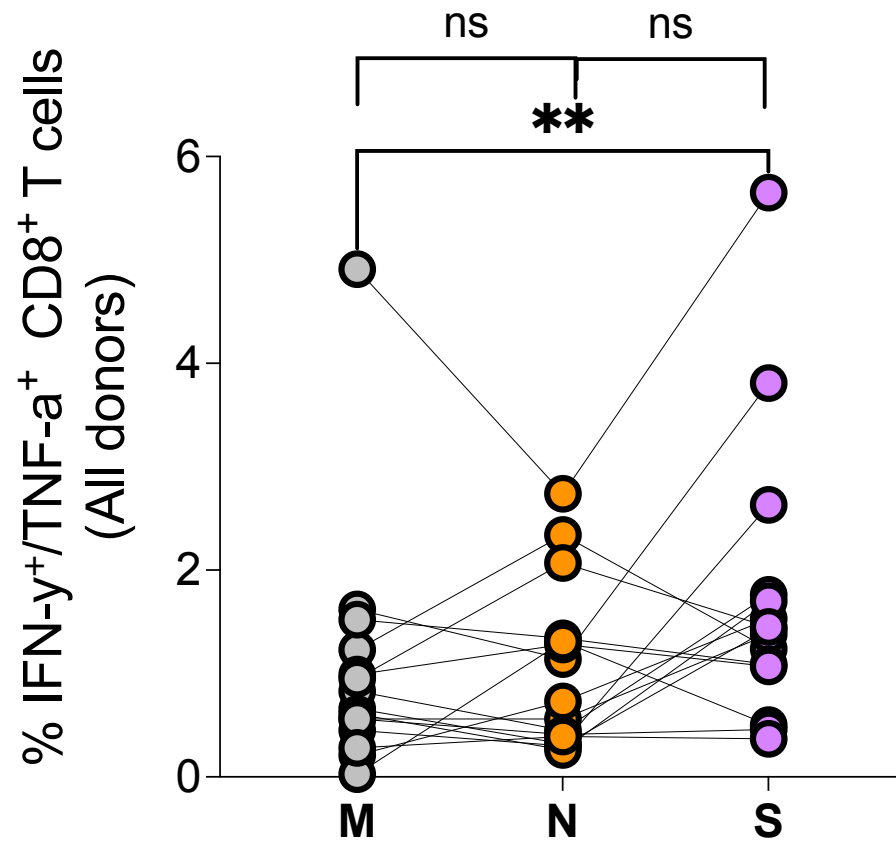 ns ns
**
% IFN-y⁺/TNF-a⁺ CD8⁺ T cells
(All donors)
6
4
2
0
M N S